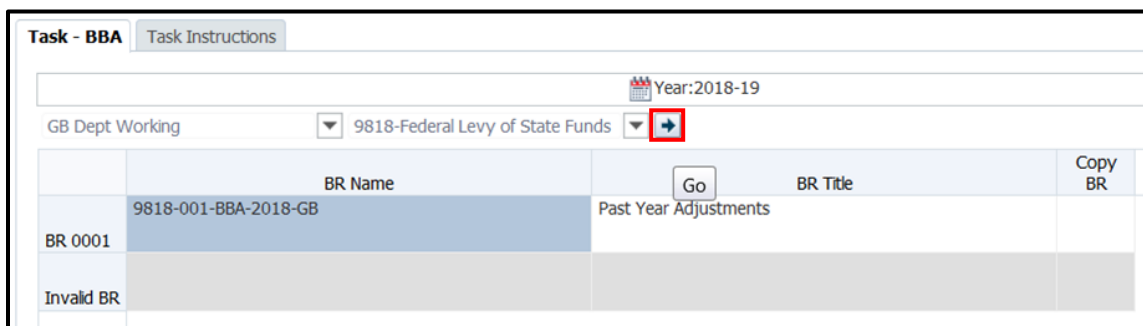 Task - BBA Task Instructions
Year:2018-19
GB Dept Working 9818-Federal Levy of State Funds
BR Name Go BR Title Copy BR
9818-001-BBA-2018-GB Past Year Adjustments
BR 0001
Invalid BR